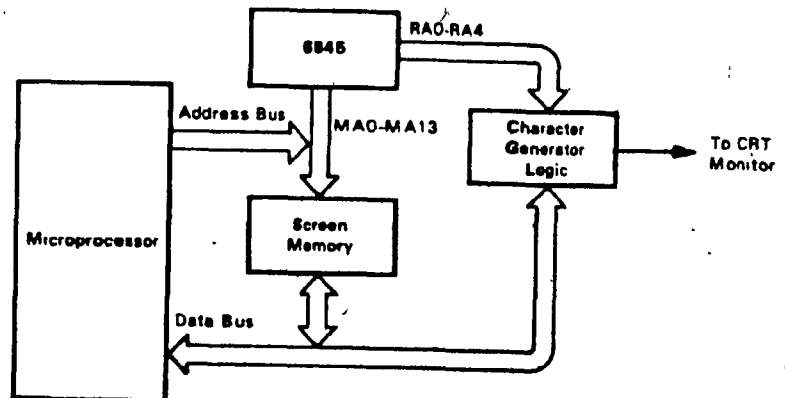 6845
RA0-RA4
Address Bus
MA0-MA13
Character
Generator
Logic
To CRT
Monitor
Microprocessor
Screen
Memory
Data Bus